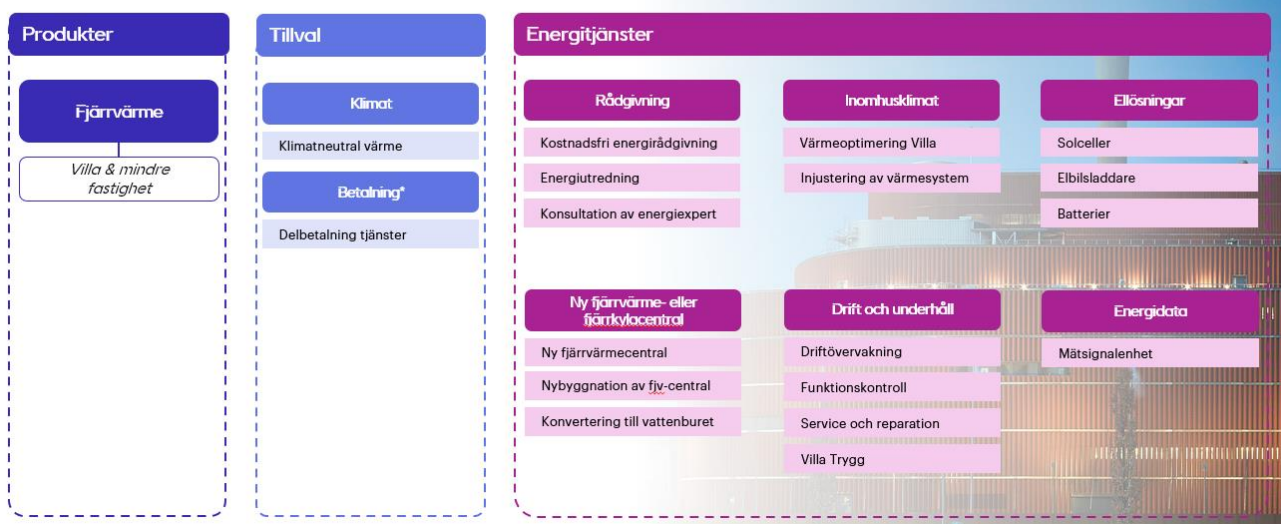 Produkter
Fjärrvärme
Villa & mindre
fastighet
Tillval
Klimat
Klimatneutral värme
Betalning*
Delbetalning tjänster
Energitjänster
Rådgivning
Kostnadsfri energirådgivning
Energiutredning
Konsultation av energiexpert
Inomhusklimat
Värmeoptimering Villa
Injustering av värmesystem
Ellösningar
Solceller
Elbilsladdare
Batterier
Ny fjärrvärme- eller
fjärrkylacentral
Ny fjärrvärmecentral
Nybyggnation av fjv-central
Konvertering till vattenburet
Drift och underhåll
Driftövervakning
Funktionskontroll
Service och reparation
Villa Trygg
Energidata
Mätsignalenhet